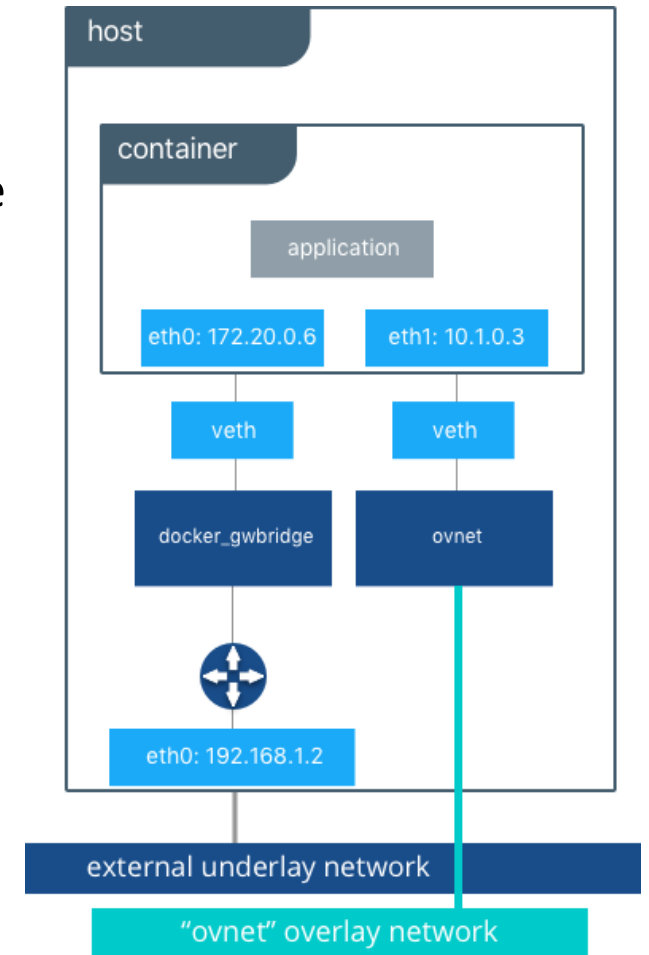 host
container
e
application
eth0: 172.20.0.6
eth1: 10.1.0.3
veth
veth
docker_gwbridge
ovnet
eth0: 192.168.1.2
external underlay network
“ovnet” overlay network